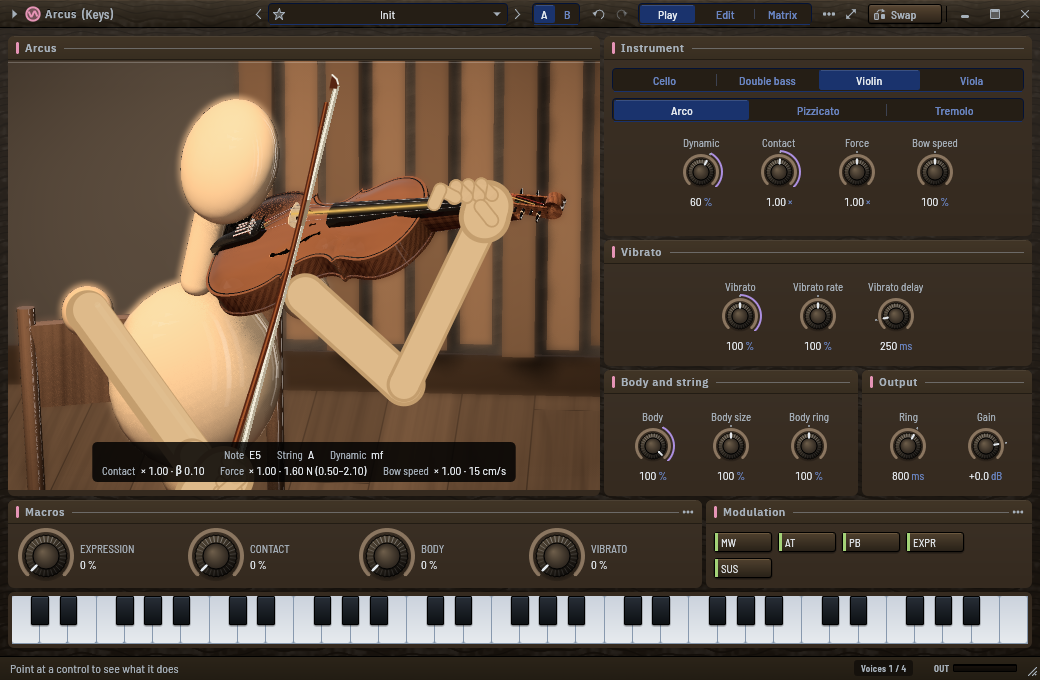 Arcus (Keys)
Init
A
B
Play
Edit
Matrix
Swap
Arcus
Note E5 String A Dynamic mf
Contact × 1.00 · β 0.10 Force × 1.00 · 1.60 N (0.50–2.10) Bow speed × 1.00 · 15 cm/s
Instrument
Cello
Double bass
Violin
Viola
Arco
Pizzicato
Tremolo
Dynamic
Contact
Force
Bow speed
60 %
1.00 ×
1.00 ×
100 %
Vibrato
Vibrato
Vibrato rate
Vibrato delay
100 %
100 %
250 ms
Body and string
Body
Body size
Body ring
100 %
100 %
100 %
Output
Ring
Gain
800 ms
+0.0 dB
Macros
EXPRESSION
0 %
CONTACT
0 %
BODY
0 %
VIBRATO
0 %
Modulation
MW
AT
PB
EXPR
SUS
Point at a control to see what it does
Voices 1 / 4
OUT